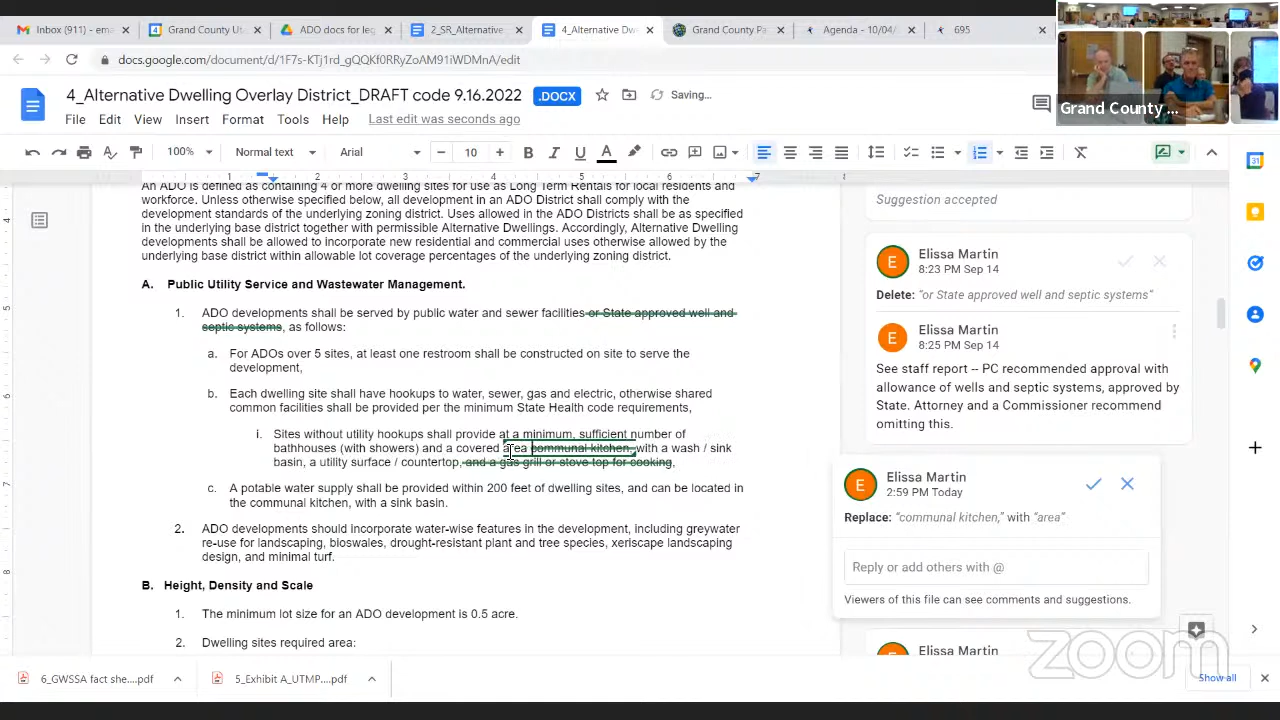 Inbox (911) - em
Grand County Ut
ADO docs fo
2_SR_Alternative
4_Alternative Dw
Grand County Pa
Agenda - 10/04/
695
docs.google.com/document/d/1F7s-KTj1rd_gQQKf0RRyZoAM91iWDMnA/edit
4_Alternative Dwelling Overlay District_DRAFT code 9.16.2022
.DOCX
Saving...
Grand County ...
File Edit View Insert Format Tools Help Last edit was seconds ago
100% Normal text Arial 10 B I U A
1 2 3 4 5 6 7 8
An ADO is defined as containing 4 or more dwelling sites for use as Long Term Rentals for local residents and
workforce. Unless otherwise specified below, all development in an ADO District shall comply with the
development standards of the underlying zoning district. Uses allowed in the ADO Districts shall be as specified
in the underlying base district together with permissible Alternative Dwellings. Accordingly, Alternative Dwelling
developments shall be allowed to incorporate new residential and commercial uses otherwise allowed by the
underlying base district within allowable lot coverage percentages of the underlying zoning district.
A. Public Utility Service and Wastewater Management.
1. ADO developments shall be served by public water and sewer facilities or State approved well and
septic systems, as follows:
a. For ADOs over 5 sites, at least one restroom shall be constructed on site to serve the
development,
b. Each dwelling site shall have hookups to water, sewer, gas and electric, otherwise shared
common facilities shall be provided per the minimum State Health code requirements,
i. Sites without utility hookups shall provide at a minimum, sufficient number of
bathhouses (with showers) and a covered area communal kitchen, with a wash / sink
basin, a utility surface / countertop, and a gas grill or stove top for cooking,
c. A potable water supply shall be provided within 200 feet of dwelling sites, and can be located in
the communal kitchen, with a sink basin.
2. ADO developments should incorporate water-wise features in the development, including greywater
re-use for landscaping, bioswales, drought-resistant plant and tree species, xeriscape landscaping
design, and minimal turf.
B. Height, Density and Scale
1. The minimum lot size for an ADO development is 0.5 acre.
2. Dwelling sites required area:
Suggestion accepted
E
Elissa Martin
8:23 PM Sep 14
Delete: "or State approved well and septic systems"
E
Elissa Martin
8:25 PM Sep 14
See staff report -- PC recommended approval with
allowance of wells and septic systems, approved by
State. Attorney and a Commissioner recommend
omitting this.
E
Elissa Martin
2:59 PM Today
Replace: "communal kitchen," with "area"
Reply or add others with @
Viewers of this file can see comments and suggestions.
Elissa Martin
31
4
5
6
7
8
zoom
6_GWSSA fact she....pdf
5_Exhibit A_UTMP....pdf
Show all